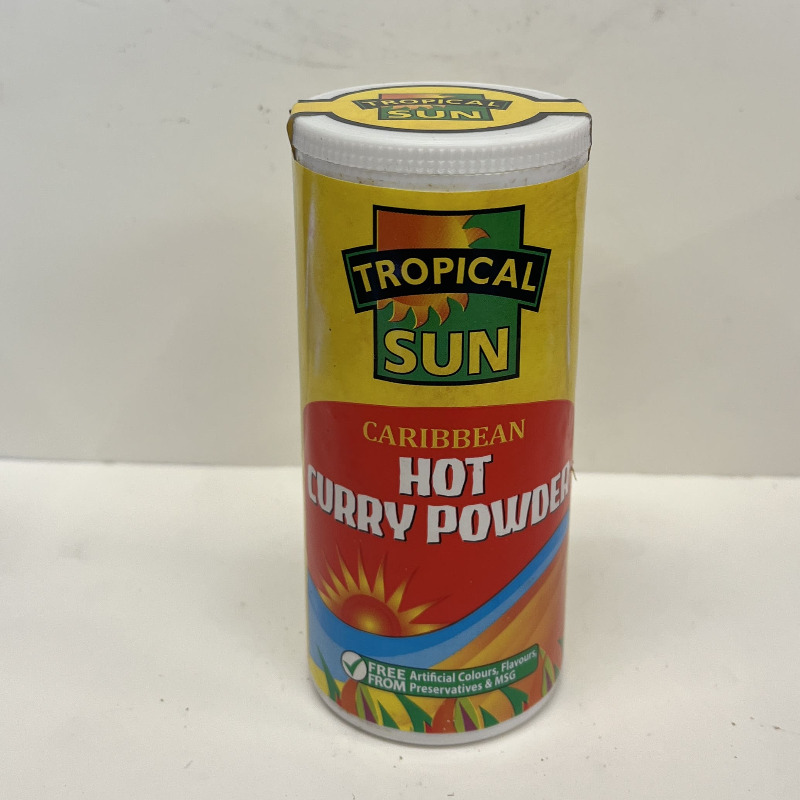 TROPICAL
SUN
TROPICAL
SUN
CARIBBEAN
HOT
CURRY POWDER
FREE FROM Artificial Colours, Flavours,
Preservatives & MSG